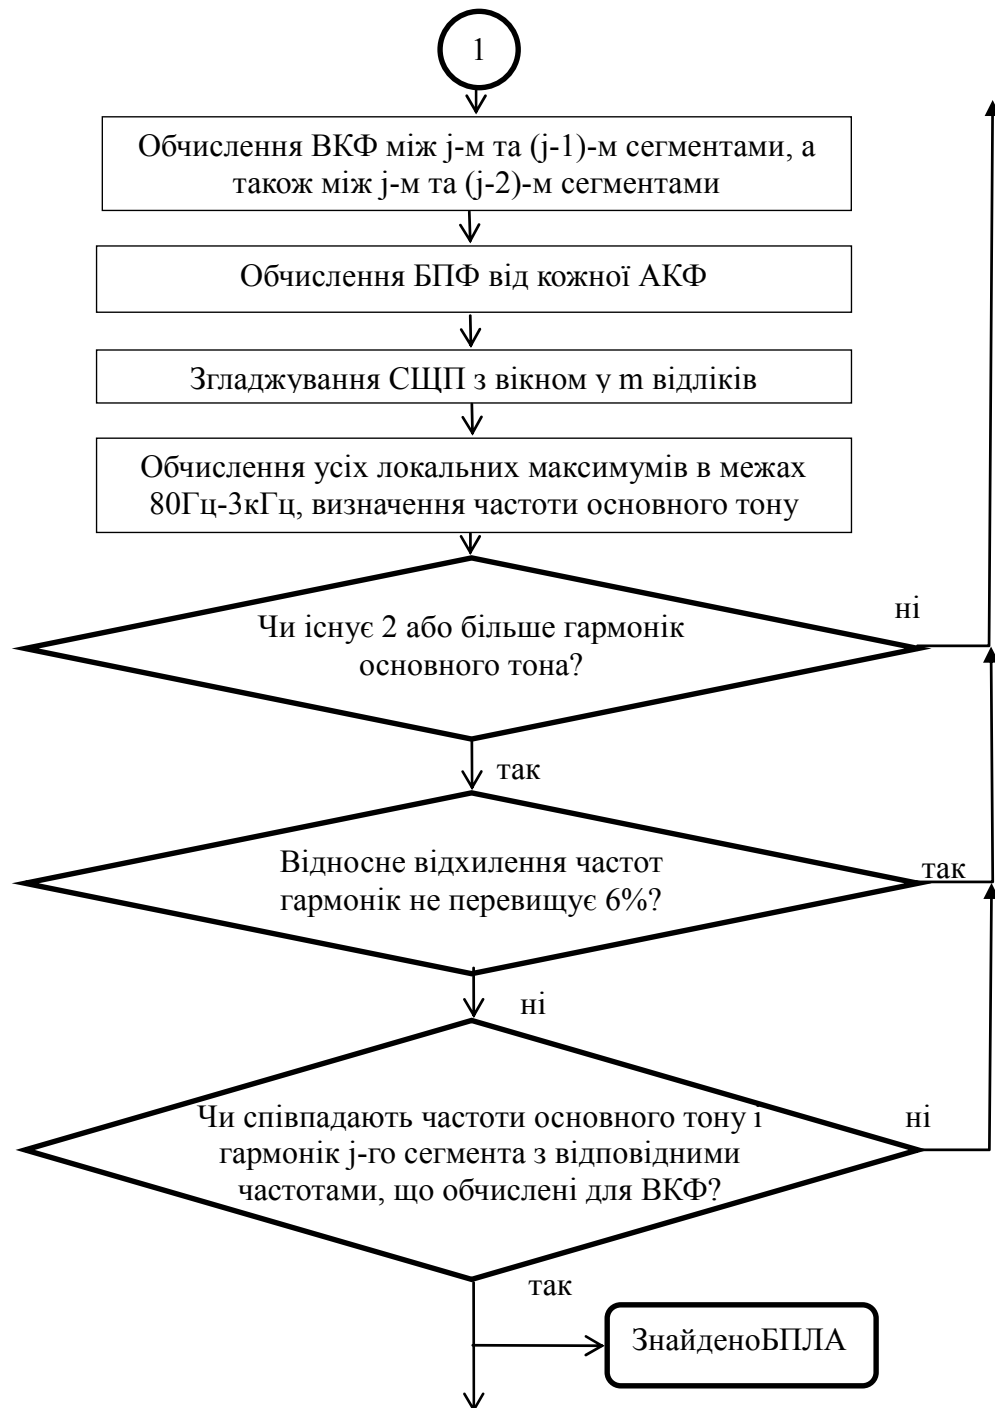 1
Обчислення ВКФ між j-м та (j-1)-м сегментами, а
також між j-м та (j-2)-м сегментами
Обчислення БПФ від кожної АКФ
Згладжування СЩП з вікном у m відліків
Обчислення усіх локальних максимумів в межах
80Гц-3кГц, визначення частоти основного тону
ні
Чи існує 2 або більше гармонік
основного тона?
так
Відносне відхилення частот
гармонік не перевищує 6%?
так
ні
Чи співпадають частоти основного тону і
гармонік j-го сегмента з відповідними
частотами, що обчислені для ВКФ?
ні
так
ЗнайденоБПЛА